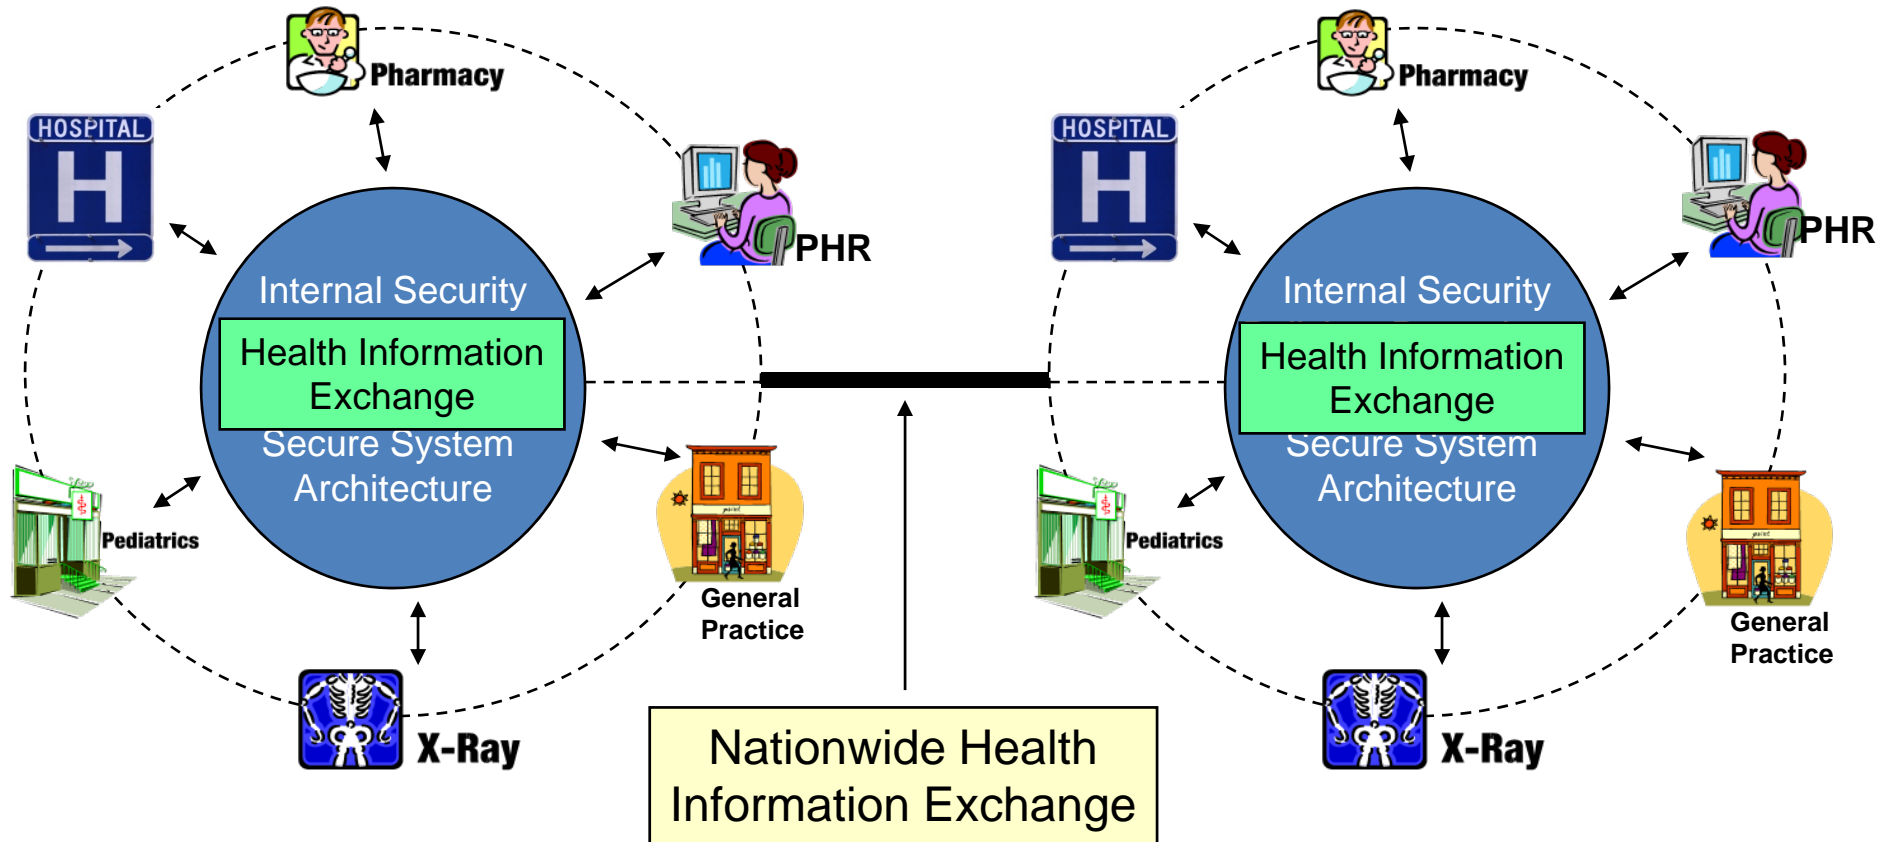 Pharmacy
HOSPITAL
H
PHR
Internal Security
Health Information
Exchange
Secure System
Architecture
Pediatrics
General
Practice
X-Ray
Pharmacy
HOSPITAL
H
PHR
Internal Security
Health Information
Exchange
Secure System
Architecture
Pediatrics
General
Practice
X-Ray
Nationwide Health
Information Exchange